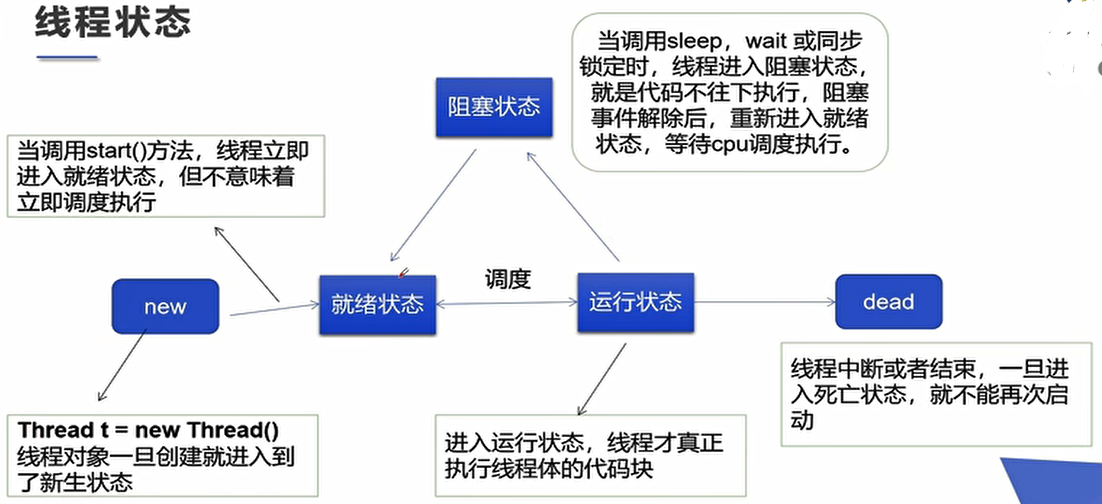 线程状态
当调用sleep，wait 或同步
锁定时，线程进入阻塞状态，
就是代码不往下执行，阻塞
事件解除后，重新进入就绪
状态，等待cpu调度执行。
阻塞状态
当调用start()方法，线程立即
进入就绪状态，但不意味着
立即调度执行
new
就绪状态
调度
运行状态
dead
线程中断或者结束，一旦进
入死亡状态，就不能再次启
动
Thread t = new Thread()
线程对象一旦创建就进入到
了新生状态
进入运行状态，线程才真正
执行线程体的代码块